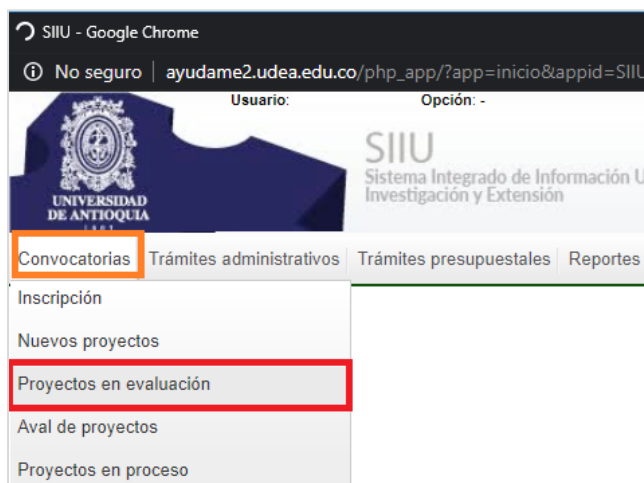 SIIU - Google Chrome
No seguro | ayudame2.udea.edu.co/php_app/?app=inicio&appid=SIIU
Usuario: Opción: -
SIIU
Sistema Integrado de Información U
Investigación y Extensión
UNIVERSIDAD
DE ANTIOQUIA
1803
Convocatorias Trámites administrativos Trámites presupuestales Reportes
Inscripción
Nuevos proyectos
Proyectos en evaluación
Aval de proyectos
Proyectos en proceso